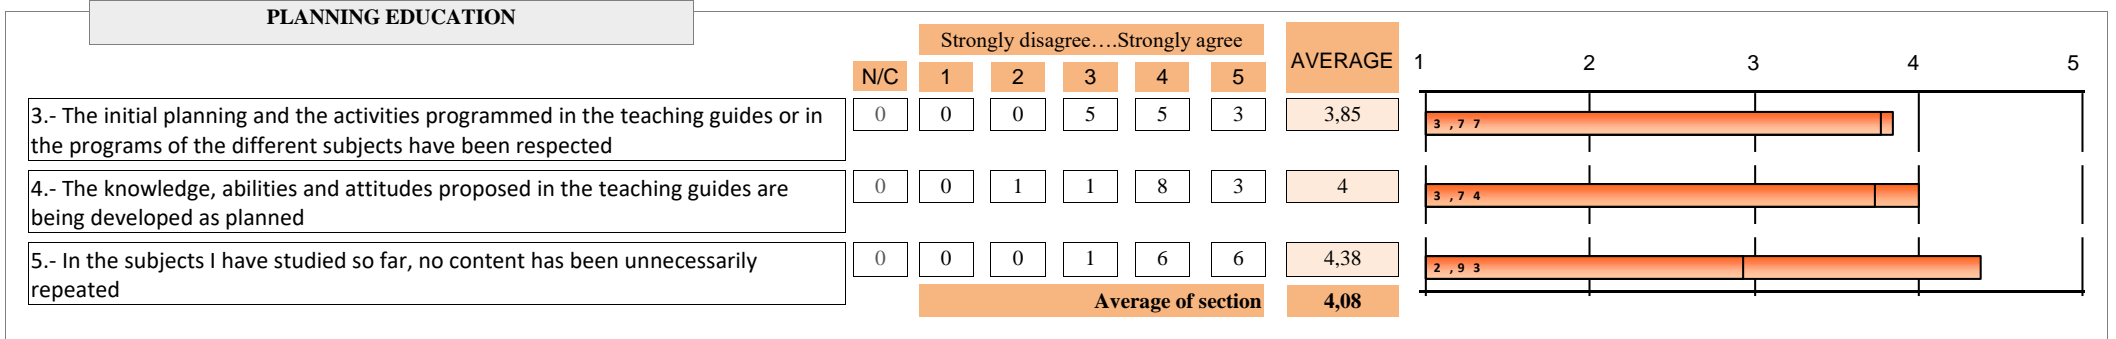 PLANNING EDUCATION
Strongly disagree....Strongly agree
AVERAGE
N/C 1 2 3 4 5
1 2 3 4 5
3.- The initial planning and the activities programmed in the teaching guides or in
the programs of the different subjects have been respected
0 0 0 5 5 3 3,85
3,77
4.- The knowledge, abilities and attitudes proposed in the teaching guides are
being developed as planned
0 0 1 1 8 3 4
3,74
5.- In the subjects I have studied so far, no content has been unnecessarily
repeated
0 0 0 1 6 6 4,38
2,93
Average of section 4,08